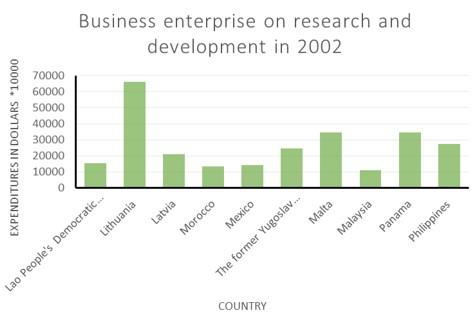 Business enterprise on research and
development in 2002
EXPENDITURES IN DOLLARS *10000
70000
60000
50000
40000
30000
20000
10000
0
Lao People's Democratic...
Lithuania
Latvia
Morocco
Mexico
The former Yugoslav...
Malta
Malaysia
Panama
Philippines
COUNTRY